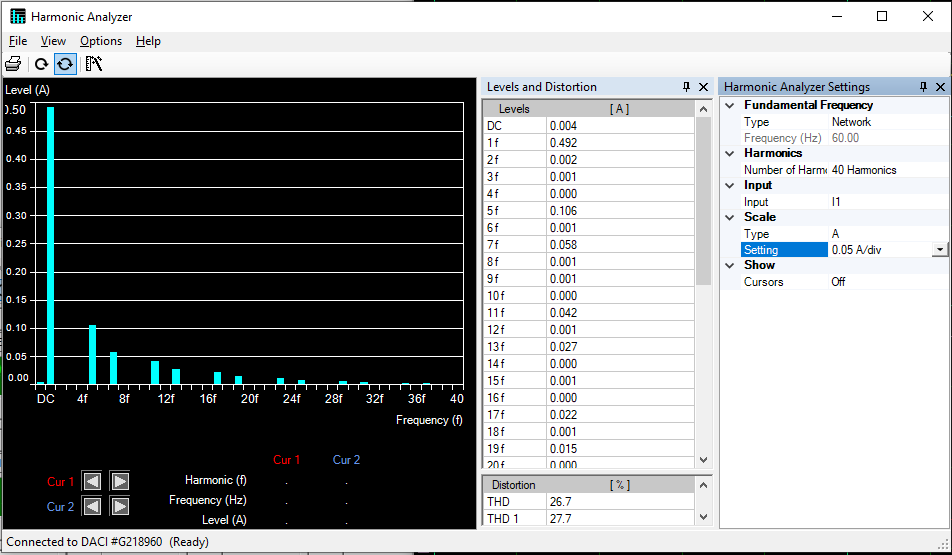 Harmonic Analyzer
File View Options Help
Level (A)
0.50
0.45
0.40
0.35
0.30
0.25
0.20
0.15
0.10
0.05
0.00
DC 4f 8f 12f 16f 20f 24f 28f 32f 36f 40
Frequency (f)
Cur 1 Cur 2
Harmonic (f) . .
Frequency (Hz) . .
Level (A) . .
Cur 1
Cur 2
Levels and Distortion
Levels [ A ]
DC 0.004
1 f 0.492
2 f 0.002
3 f 0.001
4 f 0.000
5 f 0.106
6 f 0.001
7 f 0.058
8 f 0.001
9 f 0.001
10 f 0.000
11 f 0.042
12 f 0.001
13 f 0.027
14 f 0.000
15 f 0.001
16 f 0.000
17 f 0.022
18 f 0.001
19 f 0.015
20 f 0.000
Distortion [ % ]
THD 26.7
THD 1 27.7
Harmonic Analyzer Settings
Fundamental Frequency
Type Network
Frequency (Hz) 60.00
Harmonics
Number of Harmo 40 Harmonics
Input
Input I1
Scale
Type A
Setting 0.05 A/div
Show
Cursors Off
Connected to DACI #G218960 (Ready)